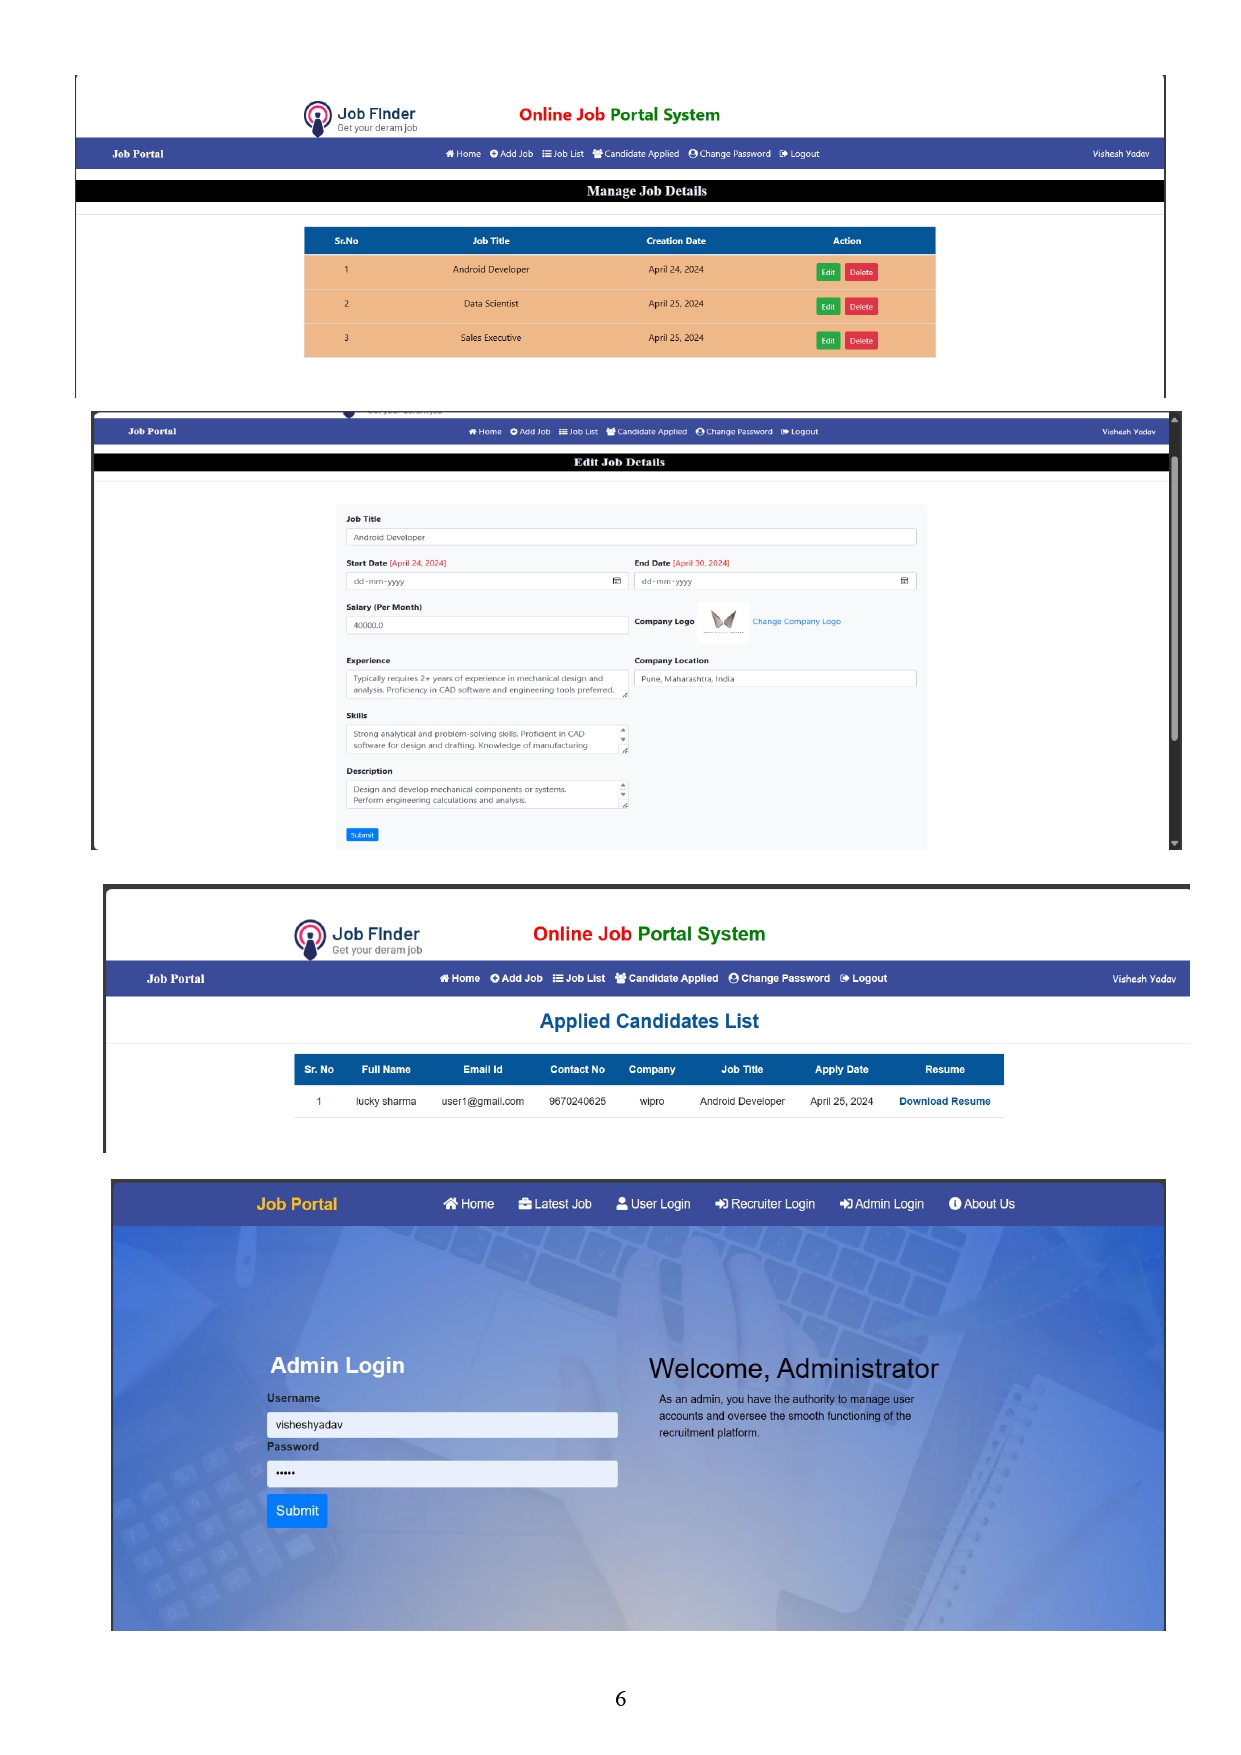 Job FInder
Get your deram job
Online Job Portal System
Job Portal
Home Add Job Job List Candidate Applied Change Password Logout
Vishesh Yadav
Manage Job Details
Sr.No Job Title Creation Date Action
1 Android Developer April 24, 2024 Edit Delete
2 Data Scientist April 25, 2024 Edit Delete
3 Sales Executive April 25, 2024 Edit Delete
Job Portal
Home Add Job Job List Candidate Applied Change Password Logout
Vishesh Yadav
Edit Job Details
Job Title
Android Developer
Start Date [April 24, 2024] End Date [April 30, 2024]
dd-mm-yyyy dd-mm-yyyy
Salary (Per Month)
40000.0
Company Logo Change Company Logo
Experience Company Location
Typically requires 2+ years of experience in mechanical design and
analysis. Proficiency in CAD software and engineering tools preferred.
Pune, Maharashtra, India
Skills
Strong analytical and problem-solving skills. Proficient in CAD
software for design and drafting. Knowledge of manufacturing
Description
Design and develop mechanical components or systems.
Perform engineering calculations and analysis.
Submit
Job FInder
Get your deram job
Online Job Portal System
Job Portal
Home Add Job Job List Candidate Applied Change Password Logout
Vishesh Yadav
Applied Candidates List
Sr. No Full Name Email Id Contact No Company Job Title Apply Date Resume
1 lucky sharma user1@gmail.com 9670240625 wipro Android Developer April 25, 2024 Download Resume
Job Portal
Home Latest Job User Login Recruiter Login Admin Login About Us
Admin Login
Username
visheshyadav
Password
•••••
Submit
Welcome, Administrator
As an admin, you have the authority to manage user
accounts and oversee the smooth functioning of the
recruitment platform.
6